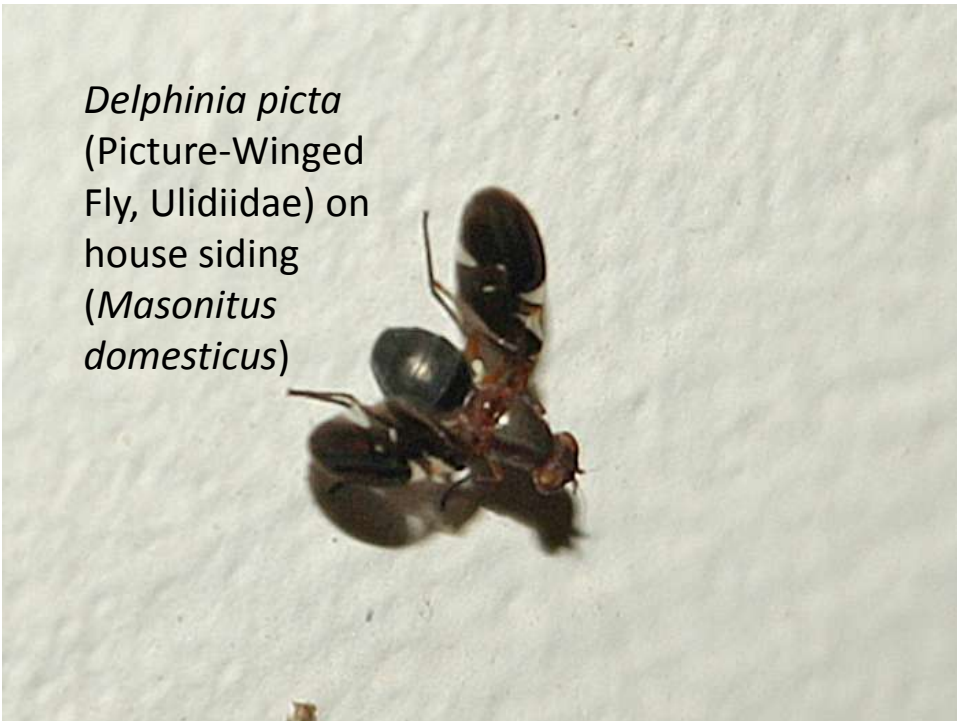 Delphinia picta
(Picture-Winged
Fly, Ulidiidae) on
house siding
(Masonitus
domesticus)